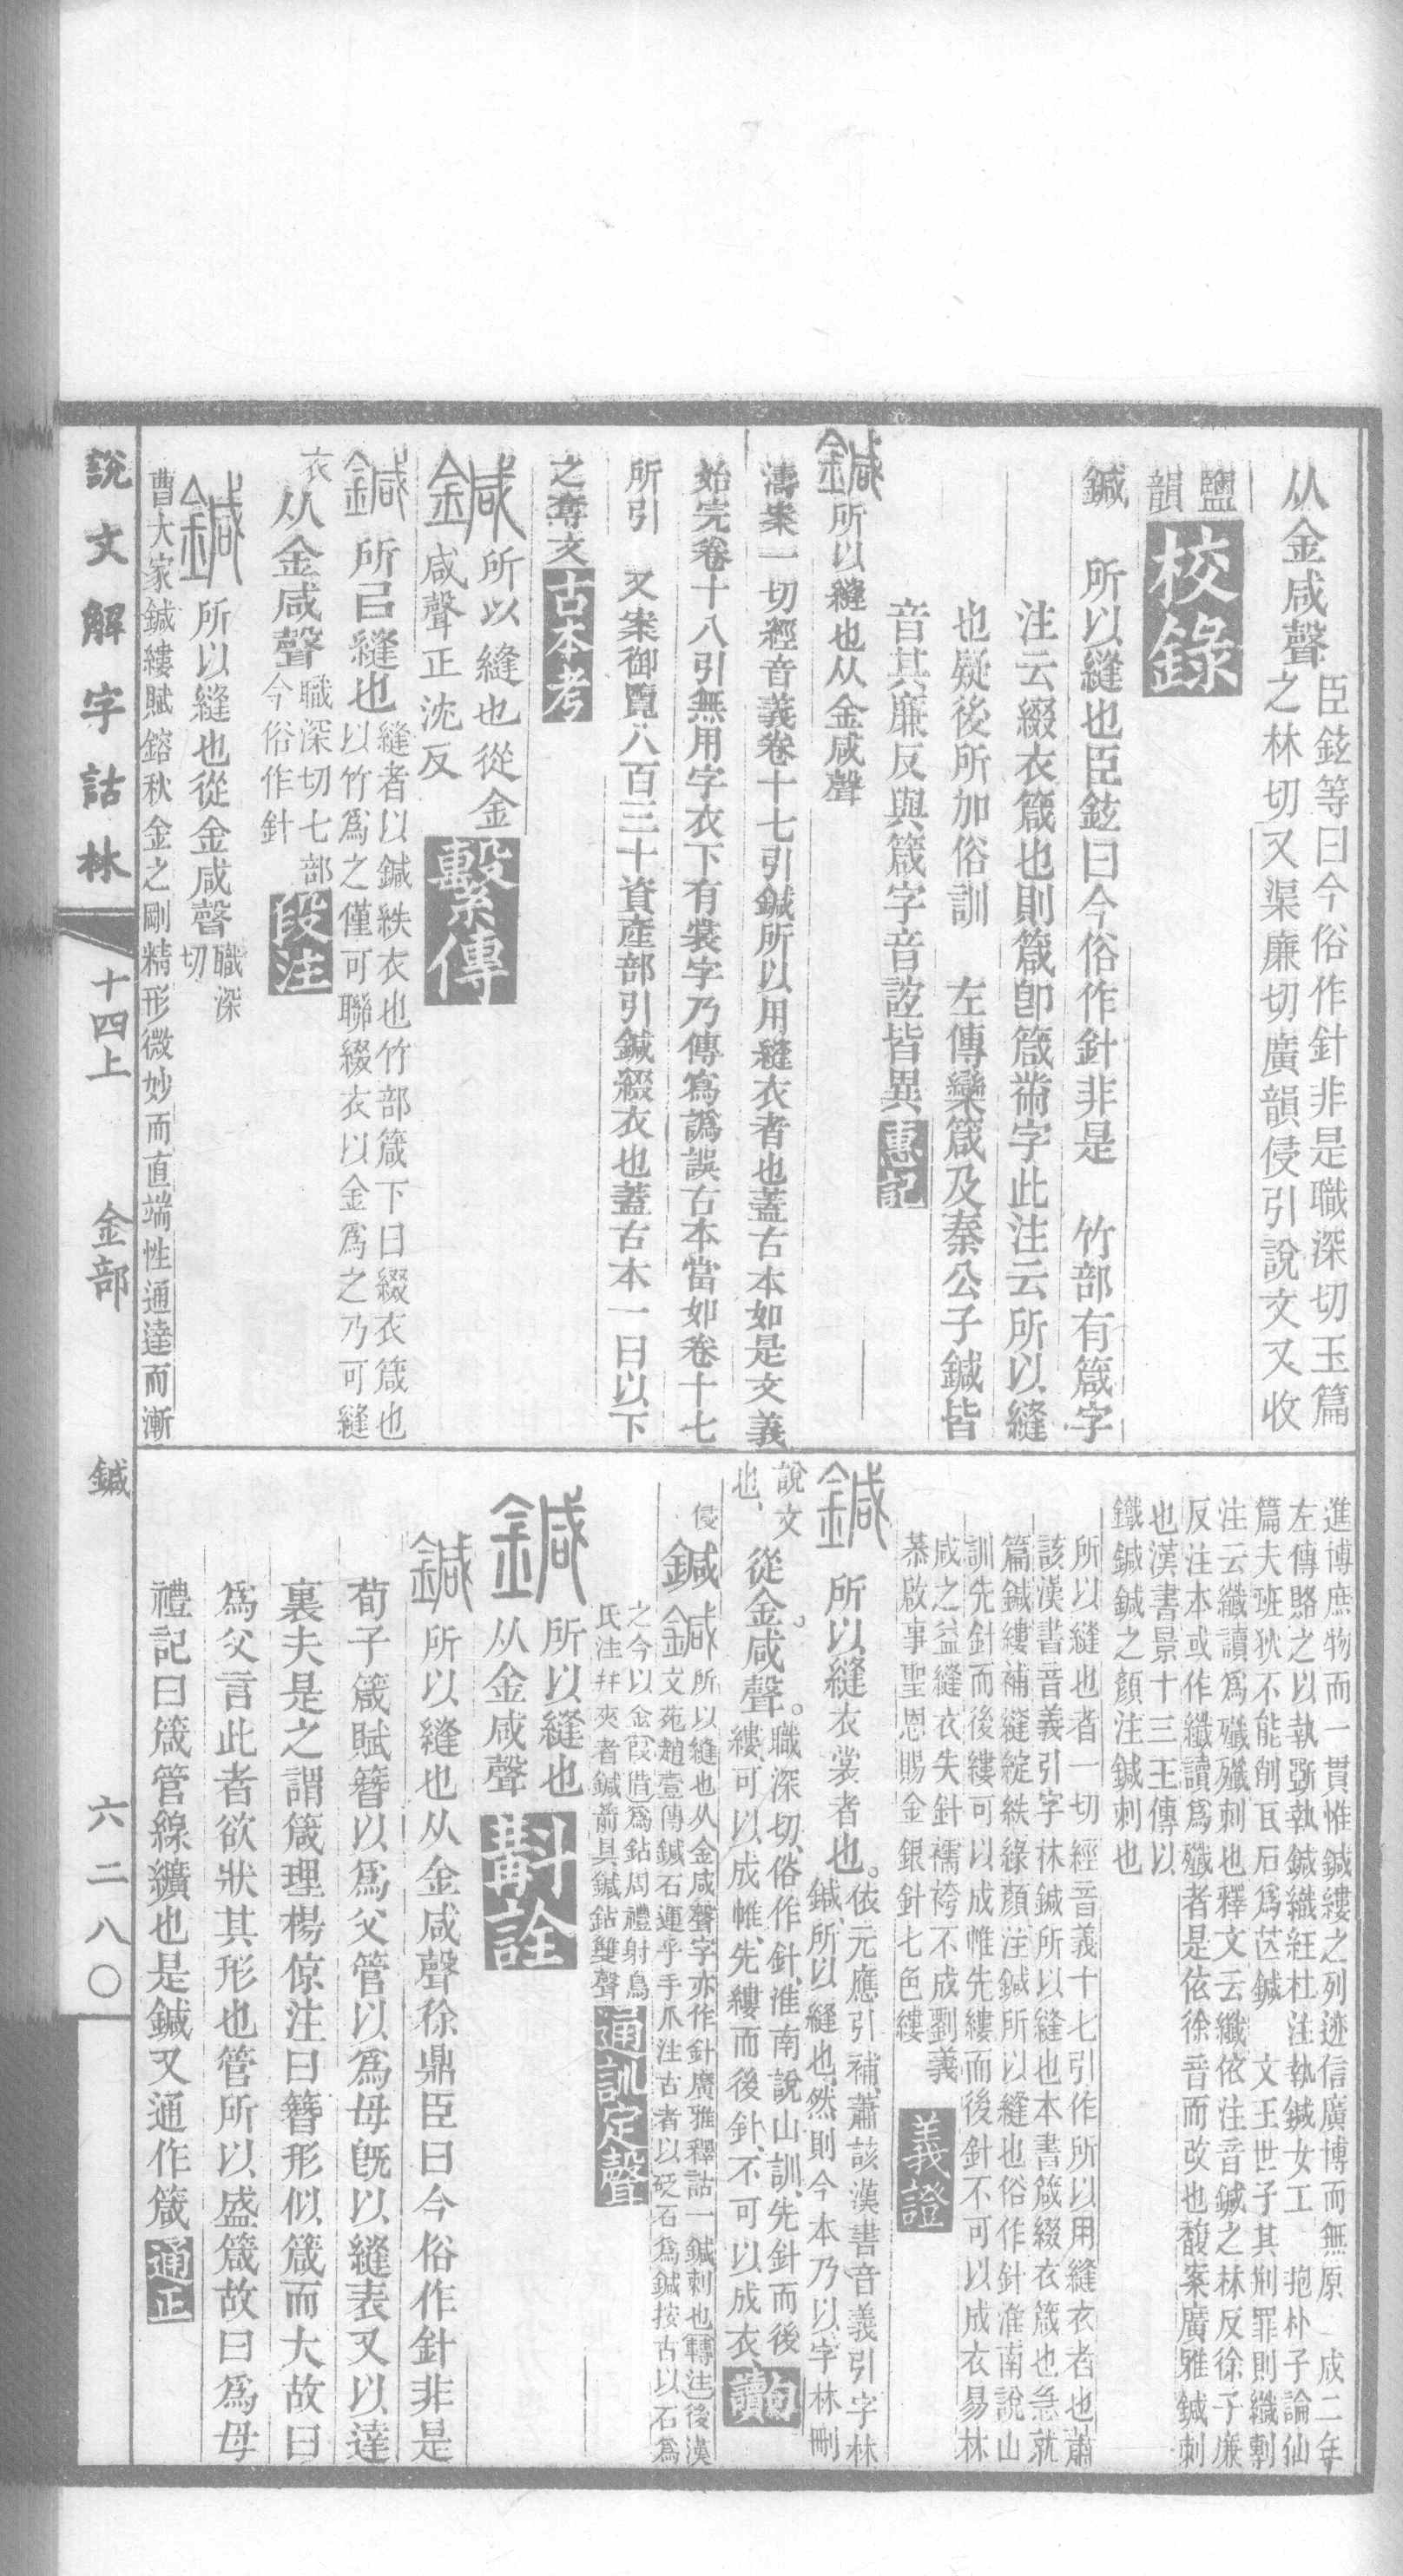 从金咸聲
臣鉉等曰今俗作針非是職深切玉篇
之林切又渠廉切廣韻侵引說文又收
鹽
韻
校錄
鍼 所以縫也臣鉉曰今俗作針非是 竹部有箴字
注云綴衣箴也則箴卽箴術字此注云所以縫
也疑後所加俗訓 左傳欒箴及秦公子鍼皆
音其廉反與箴字音訓皆異
惠記
鍼所以縫也从金咸聲
濤案一切經音義卷十七引鍼所以用縫衣者也蓋古本如是文義
始完卷十八引無用字衣下有裳字乃傳寫譌誤古本當如卷十七
所引 又案御覽八百三十資産部引鍼綴衣也蓋古本一曰以下
之奪文
古本考
鍼
所以縫也從金
咸聲正沈反
繫傳
鍼 所㠯縫也
縫者以鍼紩衣也竹部箴下曰綴衣箴也
以竹爲之僅可聯綴衣以金爲之乃可縫
衣
从金咸聲
職深切七部
今俗作針
段注
鍼 所以縫也從金咸聲
職深
切
曹大家鍼縷賦鎔秋金之剛精形微妙而直端性通達而漸
說文解字詁林
十四上 金部
鍼
六二八〇
進博庶物而一貫惟鍼縷之列迹信廣博而無原 成二年
左傳賂之以執斲執鍼織紝杜注執鍼女工 抱朴子論仙
篇夫班狄不能削瓦石爲芒鍼 文王世子其刑罪則纖剸
注云纖讀爲殲殲刺也釋文云纖依注音鍼之林反徐子廉
反注本或作纖讀爲殲者是依徐音而改也馥案廣雅鍼刺
也漢書景十三王傳以
鐵鍼鍼之顏注鍼刺也
所以縫也者一切經音義十七引作所以用縫衣者也蕭
該漢書音義引字林鍼所以縫也本書箴綴衣箴也急就
篇鍼縷補縫綻紩緣顏注鍼所以縫也俗作針淮南說山
訓先針而後縷可以成帷先縷而後針不可以成衣易林
咸之益縫衣失針襦袴不成劉義
恭啟事聖恩賜金銀針七色縷
義證
鍼 所以縫衣裳者也。
依元應引補、蕭該漢書音義引字林
鍼、所以縫也、然則今本乃以字林刪
說文
也、
從金。咸聲。
職深切、俗作針、淮南說山訓、先針而後
縷、可以成帷、先縷而後針、不可以成衣、
句讀
侵
鍼 鍼
所以縫也从金咸聲字亦作針廣雅釋詁一鍼刺也轉注後漢
文苑趙壹傳鍼石運乎手爪注古者以砭石爲鍼按古以石爲
之今以金叚借爲鉆周禮射鳥
氏注幷夾者鍼箭具鍼鉆雙聲
通訓定聲
鍼
所以縫也
从金咸聲
斠詮
鍼 所以縫也从金咸聲徐鼎臣曰今俗作針非是
荀子箴賦簪以爲父管以爲母旣以縫表又以達
裏夫是之謂箴理楊倞注曰簪形似箴而大故曰
爲父言此者欲狀其形也管所以盛箴故曰爲母
禮記曰箴管線纊也是鍼又通作箴
通正